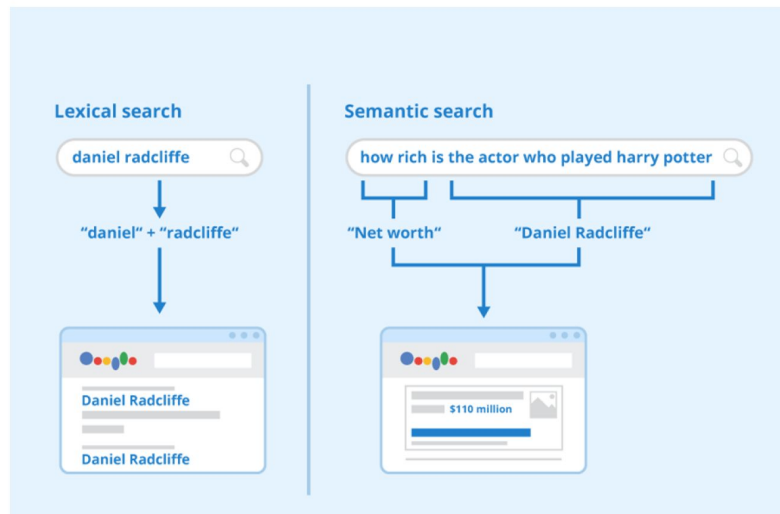 Lexical search
daniel radcliffe
“daniel“ + “radcliffe“
Daniel Radcliffe
Daniel Radcliffe
Semantic search
how rich is the actor who played harry potter
“Net worth“
“Daniel Radcliffe“
$110 million